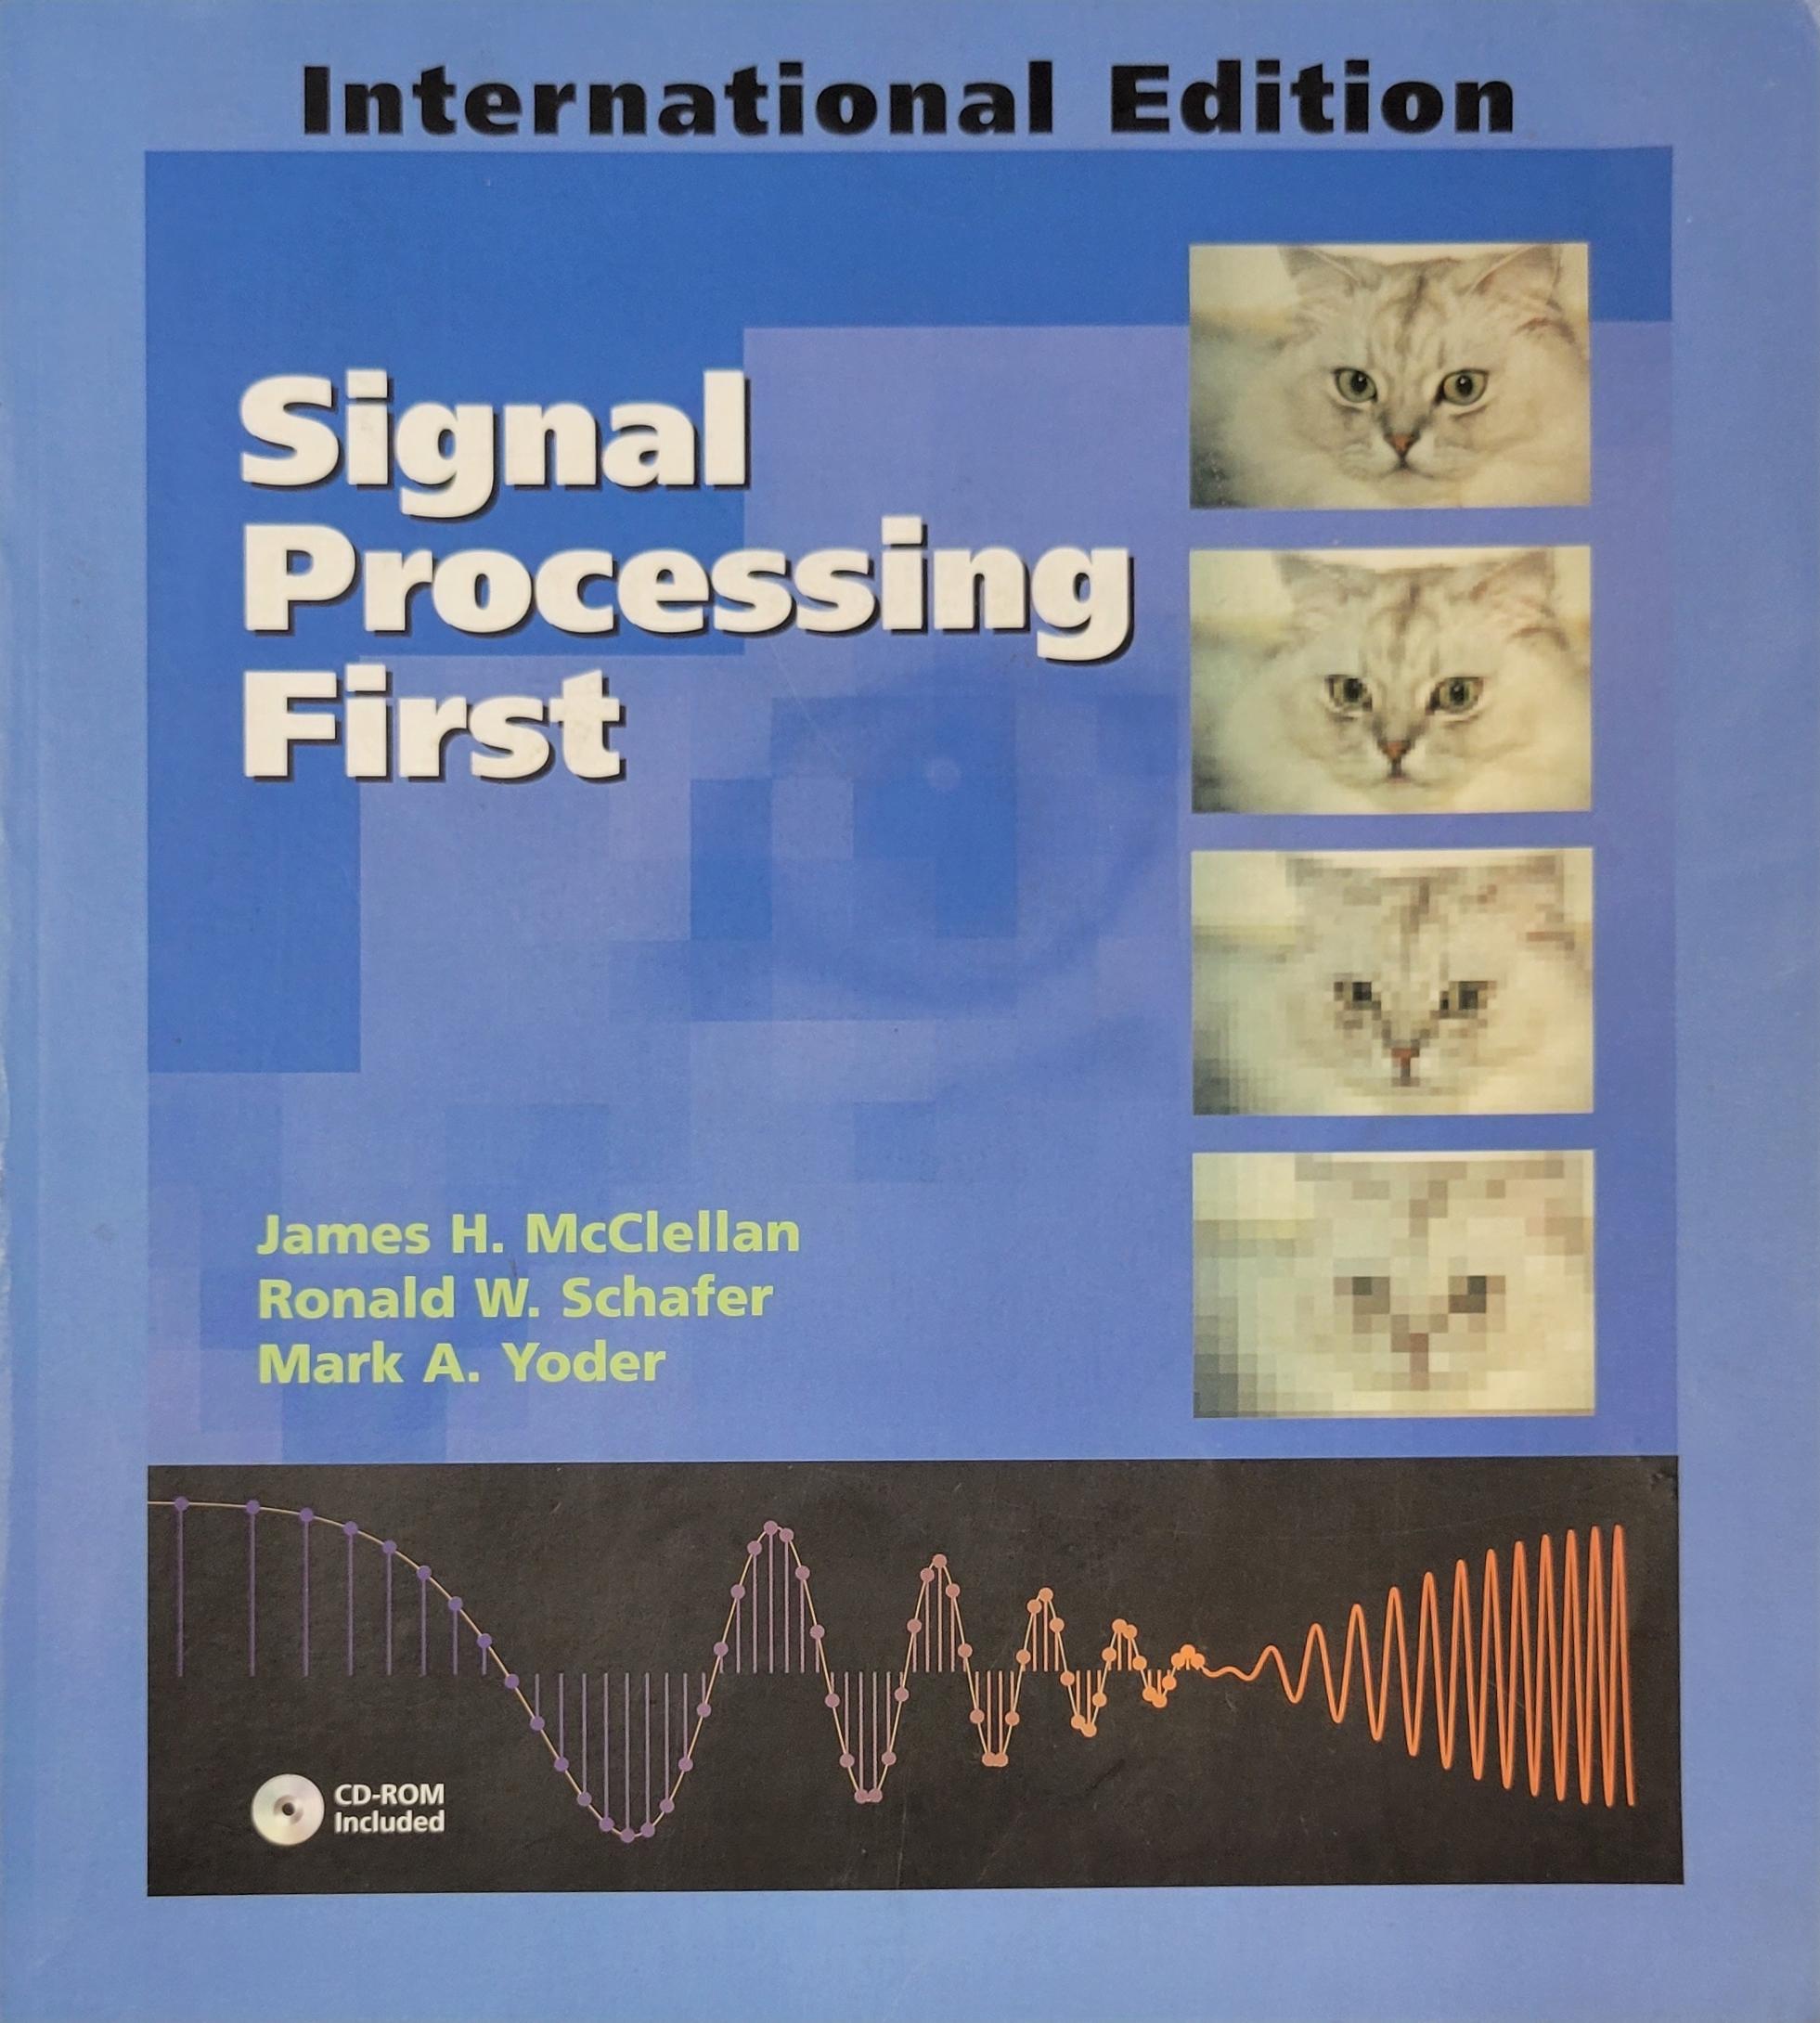 International Edition
Signal
Processing
First
James H. McClellan
Ronald W. Schafer
Mark A. Yoder
CD-ROM
Included